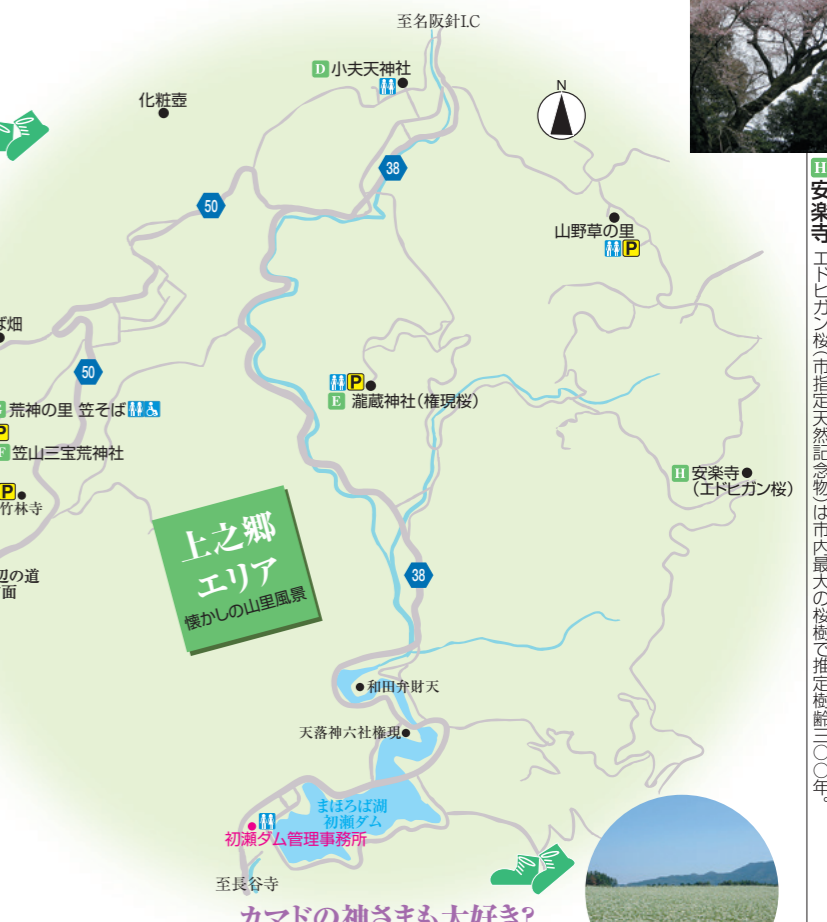 至名阪針I.C
D 小夫天神社
化粧壺
N
38
50
山野草の里
P
ば畑
50
P
E 瀧蔵神社(権現桜)
荒神の里 笠そば
P
F 笠山三宝荒神社
P
竹林寺
H 安楽寺
(エドヒガン桜)
辺の道
面
上之郷
エリア
懐かしの山里風景
38
和田弁財天
天落神六社権現
まほろば湖
初瀬ダム
初瀬ダム管理事務所
至長谷寺
カマドの神さまも大好き?
H 安楽寺 エドヒガン桜(市指定天然記念物)は市内最大の桜樹で推定樹齢三〇〇年。